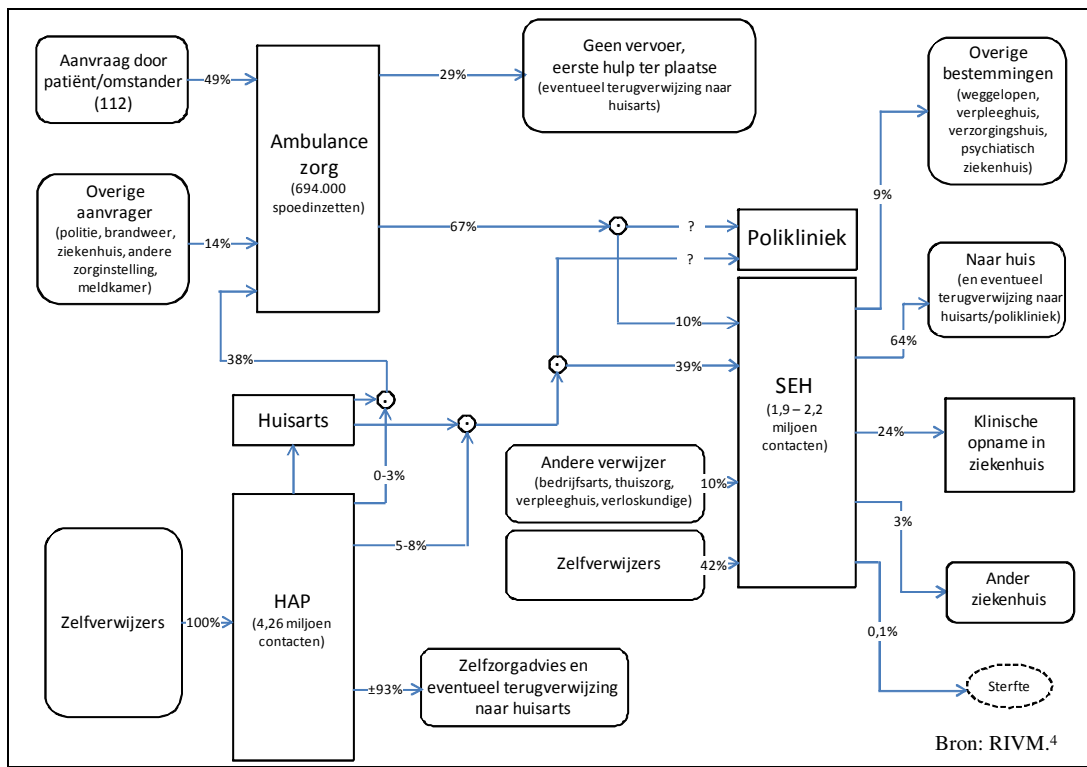 Aanvraag door
patiënt/omstander
(112)
49%
Overige
aanvrager
(politie, brandweer,
ziekenhuis, andere
zorginstelling,
meldkamer)
14%
38%
Ambulance
zorg
(694.000
spoedinzetten)
29%
Geen vervoer,
eerste hulp ter plaatse
(eventueel terugverwijzing naar
huisarts)
67%
?
?
Polikliniek
10%
39%
Huisarts
0-3%
5-8%
Zelfverwijzers
100%
HAP
(4,26 miljoen
contacten)
±93%
Zelfzorgadvies en
eventueel terugverwijzing
naar huisarts
Andere verwijzer
(bedrijfsarts, thuiszorg,
verpleeghuis, verloskundige)
10%
Zelfverwijzers
42%
SEH
(1,9 – 2,2
miljoen
contacten)
9%
Overige
bestemmingen
(weggelopen,
verpleeghuis,
verzorgingshuis,
psychiatisch
ziekenhuis)
64%
Naar huis
(en eventueel
terugverwijzing naar
huisarts/polikliniek)
24%
Klinische
opname in
ziekenhuis
3%
Ander
ziekenhuis
0,1%
Sterfte
Bron: RIVM.4